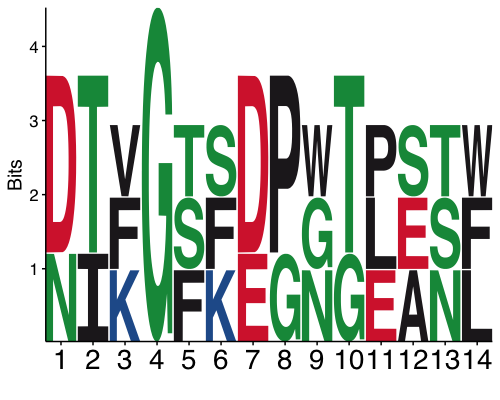 Bits
4
3
2
1
D T V G T S D P W T P S T W
F S F G L E S F
N I K F K E G N G E A N L
1 2 3 4 5 6 7 8 9 10 11 12 13 14